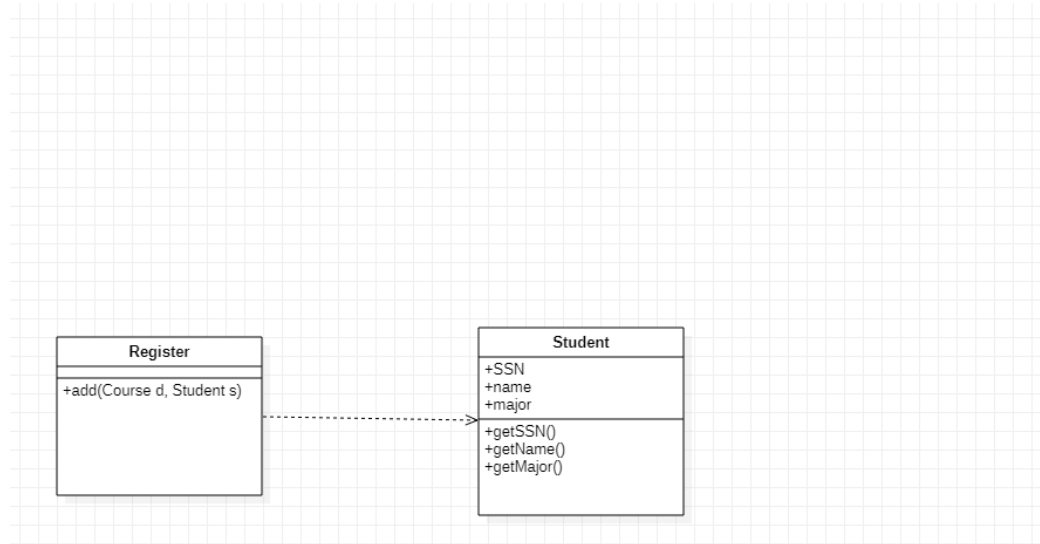 Register
+add(Course d, Student s)
Student
+SSN
+name
+major
+getSSN()
+getName()
+getMajor()